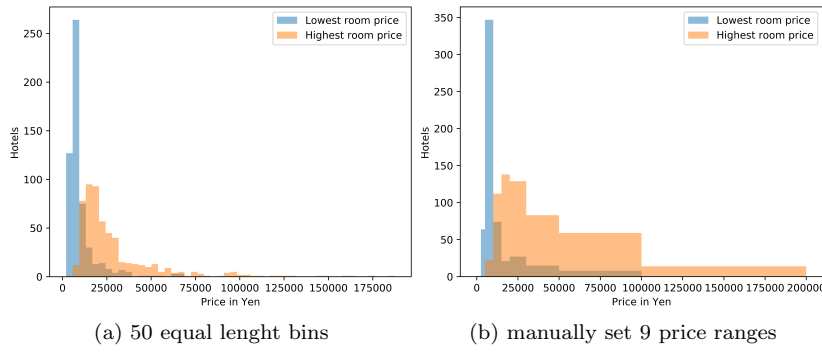 Lowest room price
Highest room price
Hotels
250
200
150
100
50
0
0 25000 50000 75000 100000 125000 150000 175000
Price in Yen
(a) 50 equal lenght bins
Lowest room price
Highest room price
Hotels
350
300
250
200
150
100
50
0
0 25000 50000 75000 100000 125000 150000 175000 200000
Price in Yen
(b) manually set 9 price ranges